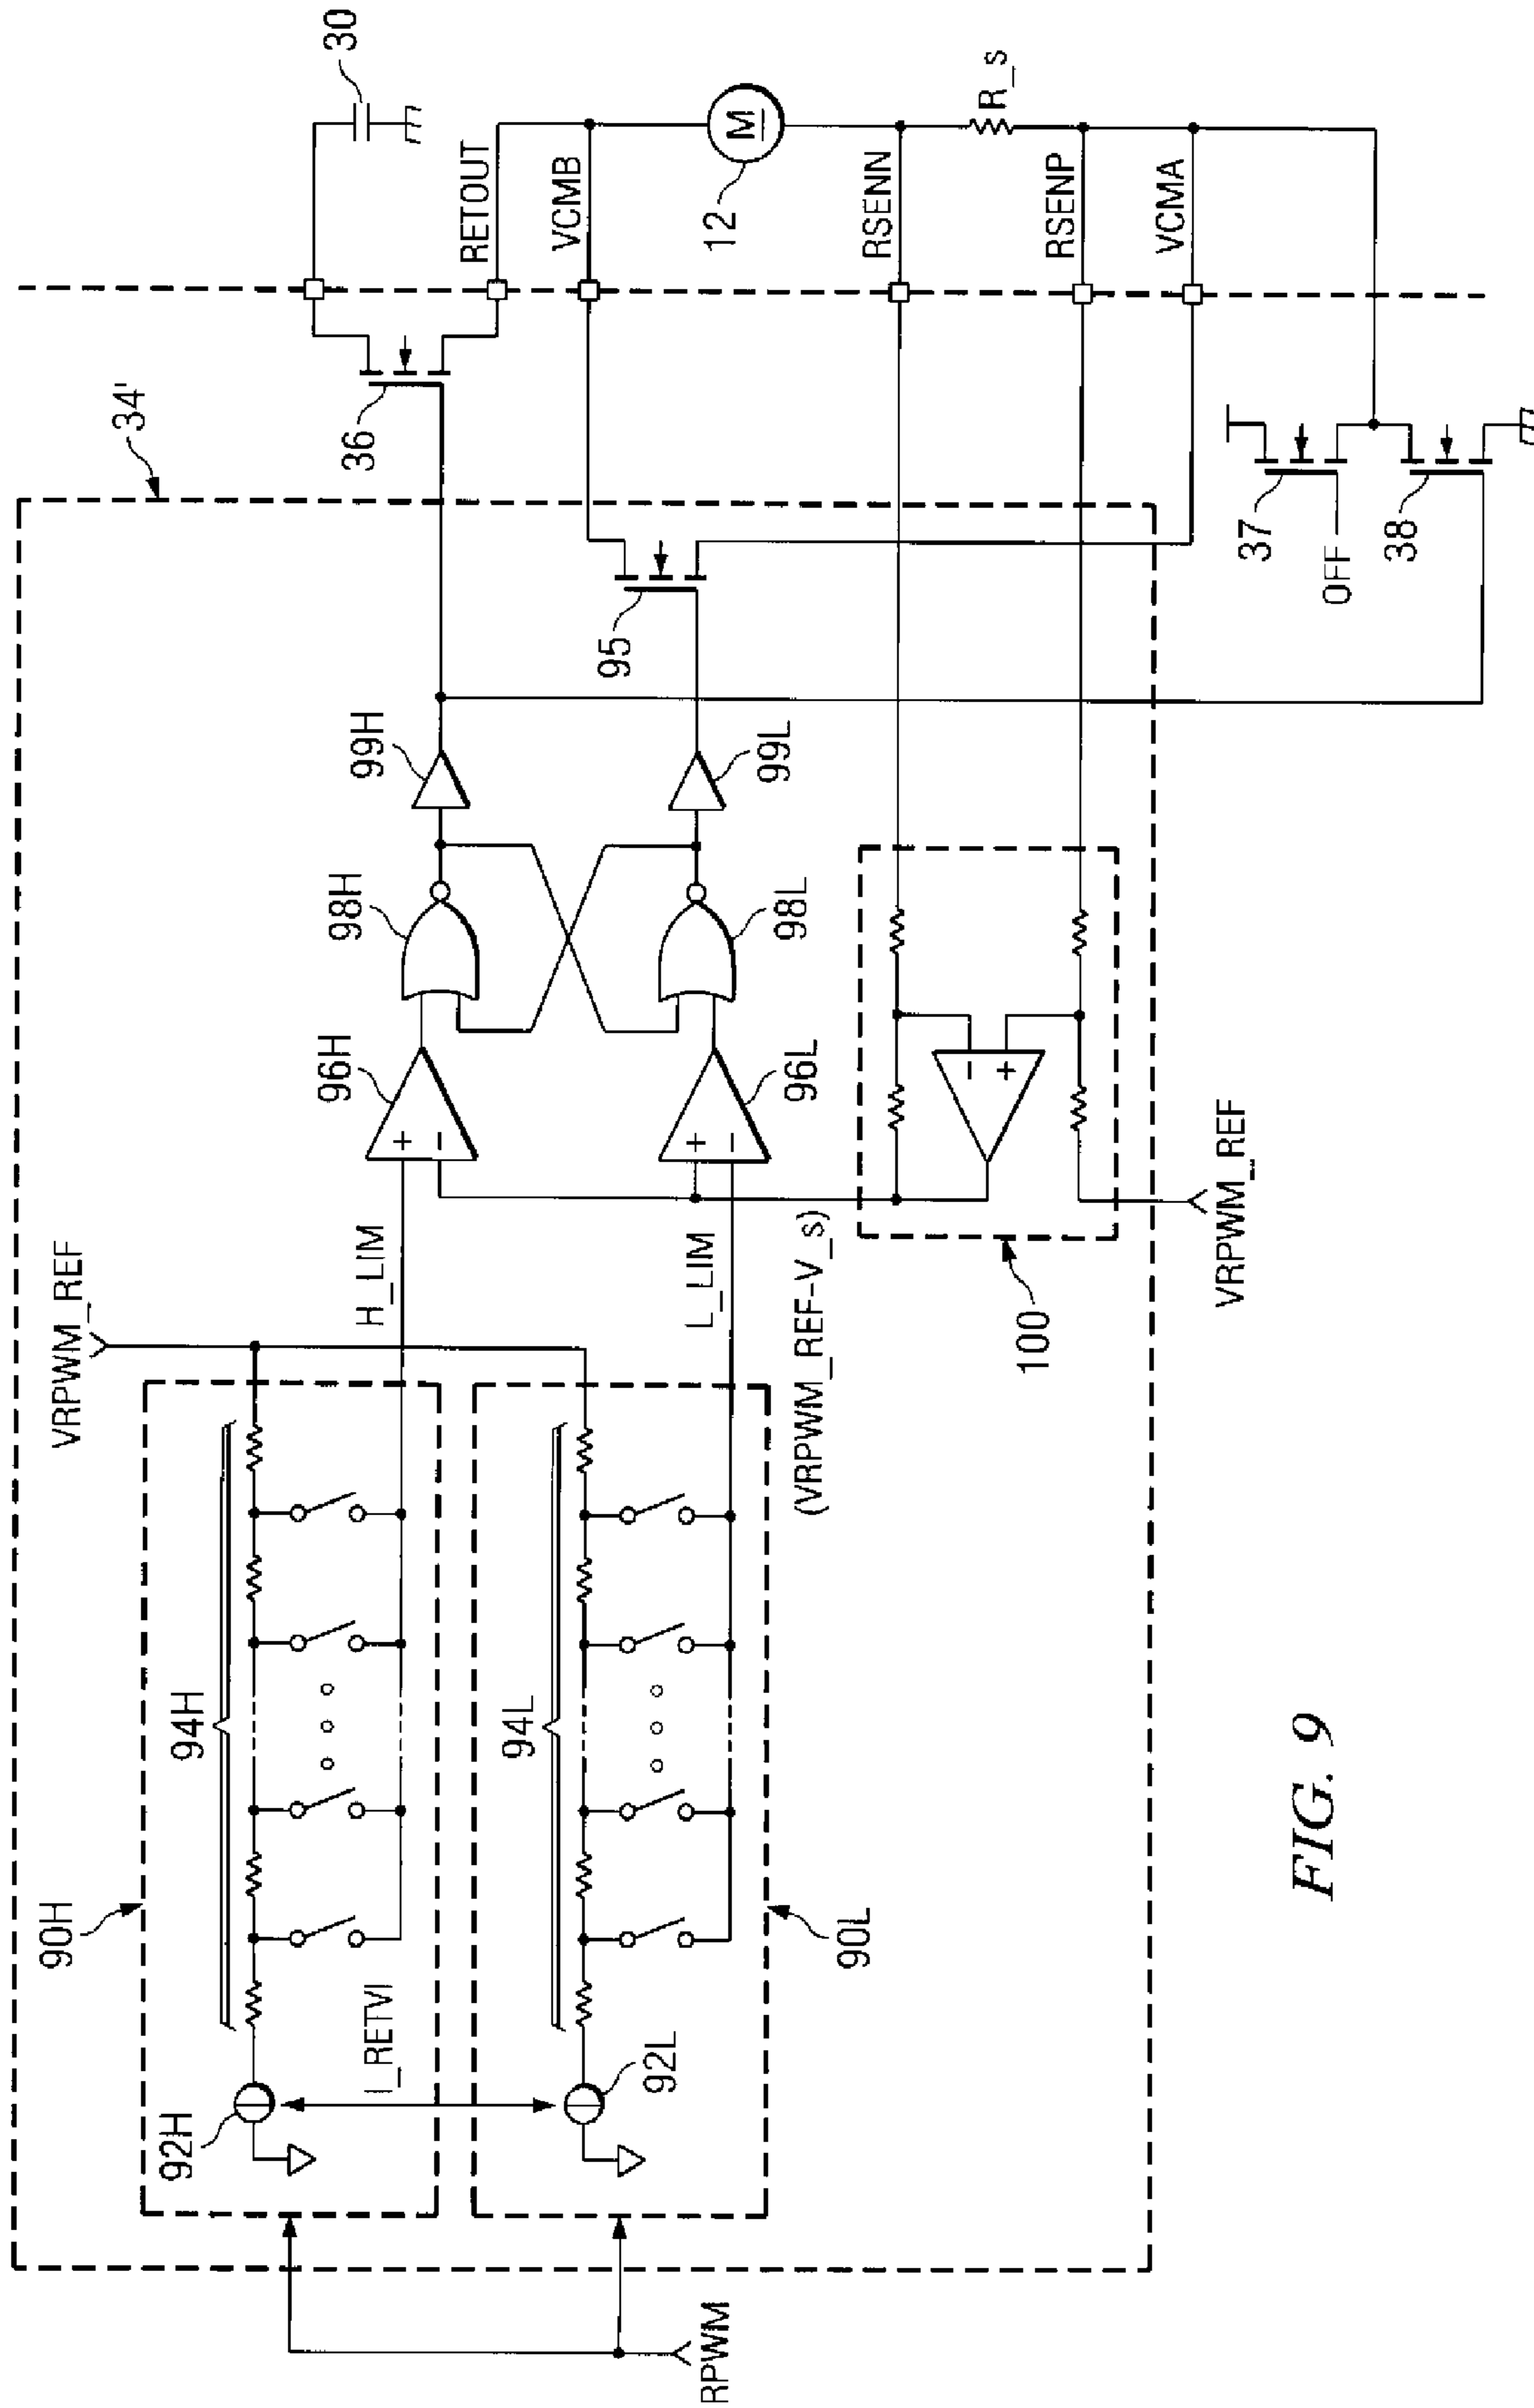 30
RETOUT
VCMB
M
12
RSENN
R_s
RSENP
VCMA
34'
36
95
37
OFF
38
99H
99L
98H
98L
96H
+
−
96L
+
−
−
+
100
VRPWM_REF
VRPWM_REF
H_LIM
L_LIM
(VRPWM_REF-V_s)
94H
94L
90H
90L
I_RETVI
92H
92L
RPWM
FIG. 9